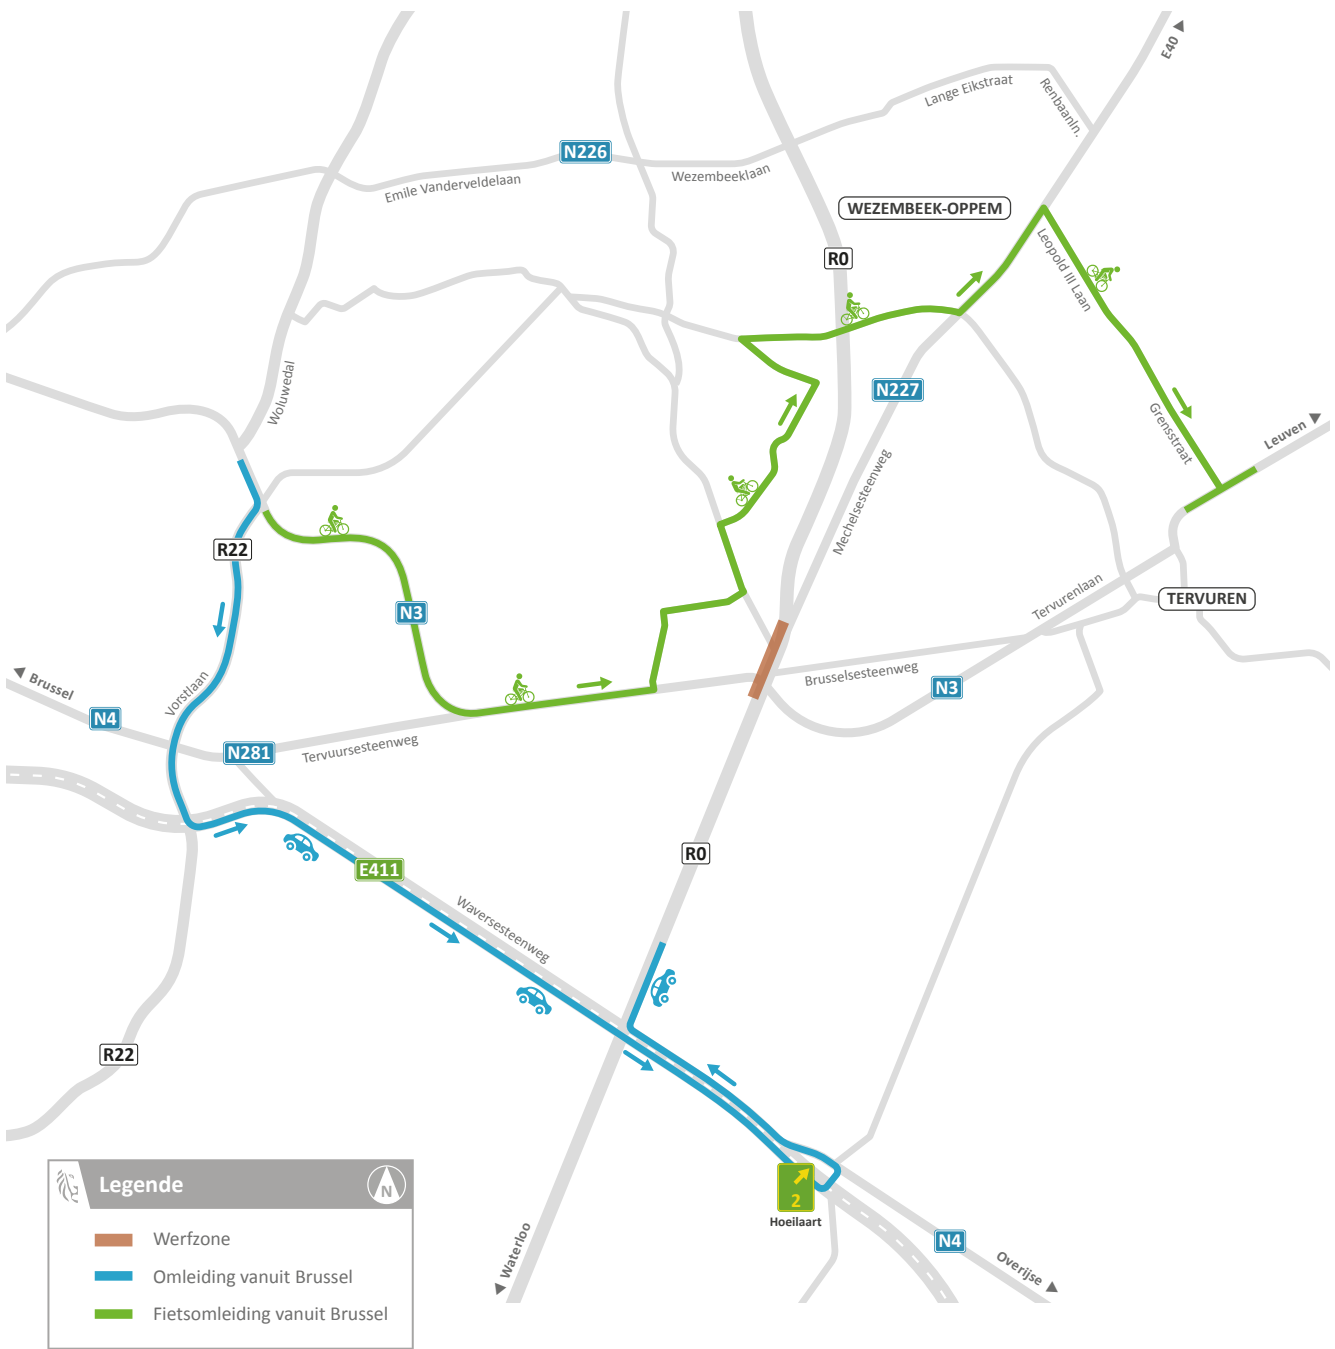 E40
Lange Eikstraat
Renbaanln.
N226
Wezembeeklaan
Emile Vanderveldelaan
WEZEMBEEK-OPPEM
R0
Leopold III Laan
Woluwedal
N227
Grensstraat
Leuven
Mechelsesteenweg
R22
N3
Tervurenlaan
TERVUREN
Brussel
Vorstlaan
Brusselsesteenweg
N3
N4
N281
Tervuursesteenweg
R0
E411
Waversesteenweg
R22
2
Hoeilaart
N4
Waterloo
Overijse
Legende
N
Werfzone
Omleiding vanuit Brussel
Fietsomleiding vanuit Brussel